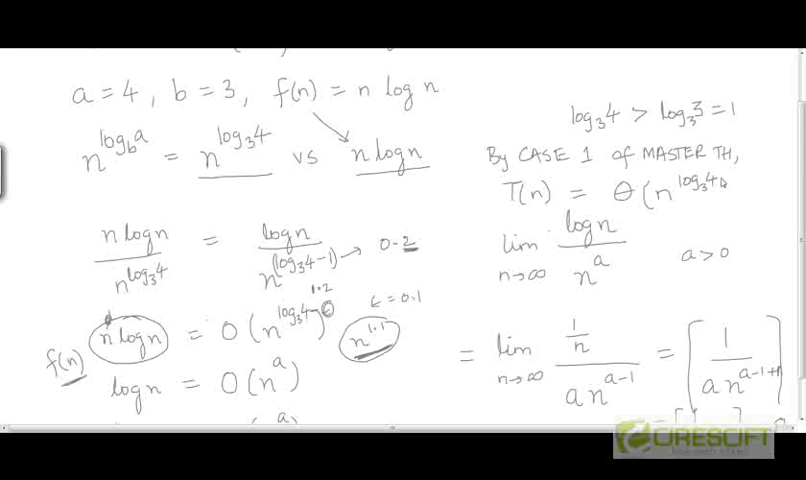 a = 4 , b = 3 , f(n) = n log n
n^{log_b a} = n^{log_3 4} vs n log n
n log n / n^{log_3 4} = log n / n^{(log_3 4 - 1)} → 0.2
1.2
f(n) n log n = O(n^{log_3 4 - ε}) ε = 0.1 n^{1.1}
log n = O(n^a)
log_3 4 > log_3 3 = 1
By CASE 1 of MASTER TH,
T(n) = Θ(n^{log_3 4})
lim n→∞ log n / n^a a > 0
= lim n→∞ (1/n) / (a n^{a-1}) = [1 / (a n^{a-1+1})]
CIRESCIFT